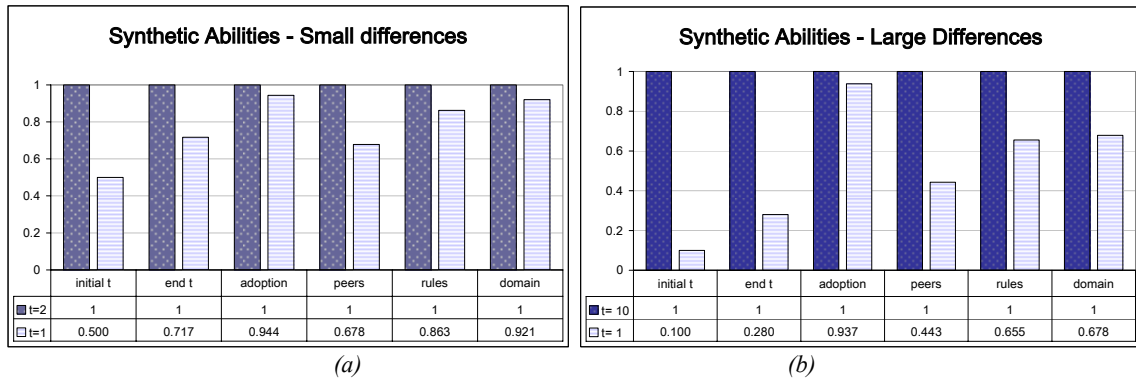 Synthetic Abilities - Small differences
1
0.8
0.6
0.4
0.2
0
initial t end t adoption peers rules domain
t=2 1 1 1 1 1 1
t=1 0.500 0.717 0.944 0.678 0.863 0.921
(a)
Synthetic Abilities - Large Differences
1
0.8
0.6
0.4
0.2
0
initial t end t adoption peers rules domain
t= 10 1 1 1 1 1 1
t= 1 0.100 0.280 0.937 0.443 0.655 0.678
(b)